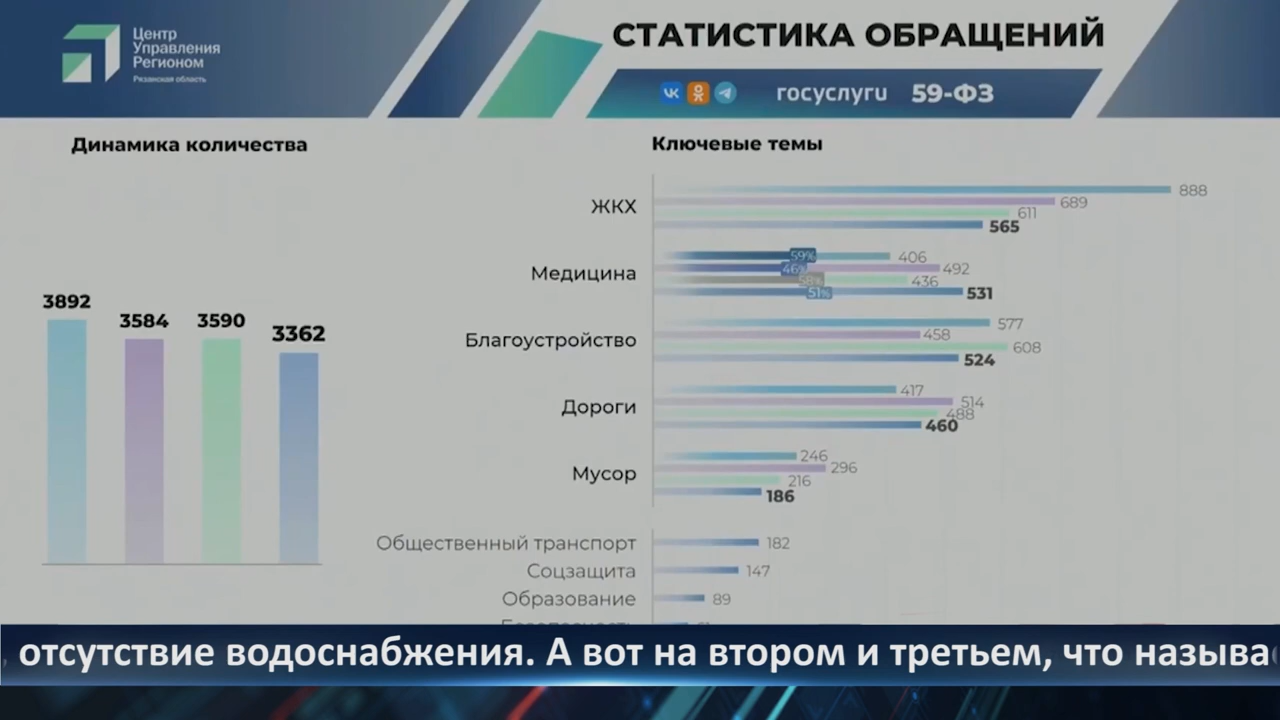 Центр
Управления
Регионом
Рязанская область
СТАТИСТИКА ОБРАЩЕНИЙ
госуслуги 59-ФЗ
Динамика количества
3892
3584
3590
3362
Ключевые темы
ЖКХ
888
689
611
565
Медицина
59% 406
46% 492
58% 436
51% 531
Благоустройство
577
458
608
524
Дороги
417
514
488
460
Мусор
246
296
216
186
Общественный транспорт 182
Соцзащита 147
Образование 89
отсутствие водоснабжения. А вот на втором и третьем, что называ